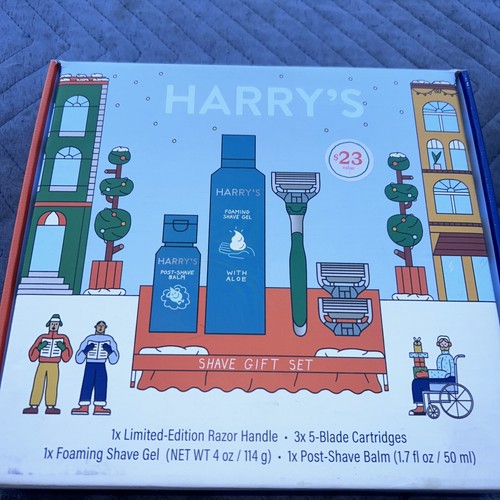 HARRY'S
$23
value
HARRY'S
FOAMING
SHAVE GEL
WITH
ALOE
HARRY'S
POST-SHAVE
BALM
SHAVE GIFT SET
1x Limited-Edition Razor Handle • 3x 5-Blade Cartridges
1x Foaming Shave Gel (NET WT 4 oz / 114 g) • 1x Post-Shave Balm (1.7 fl oz / 50 ml)